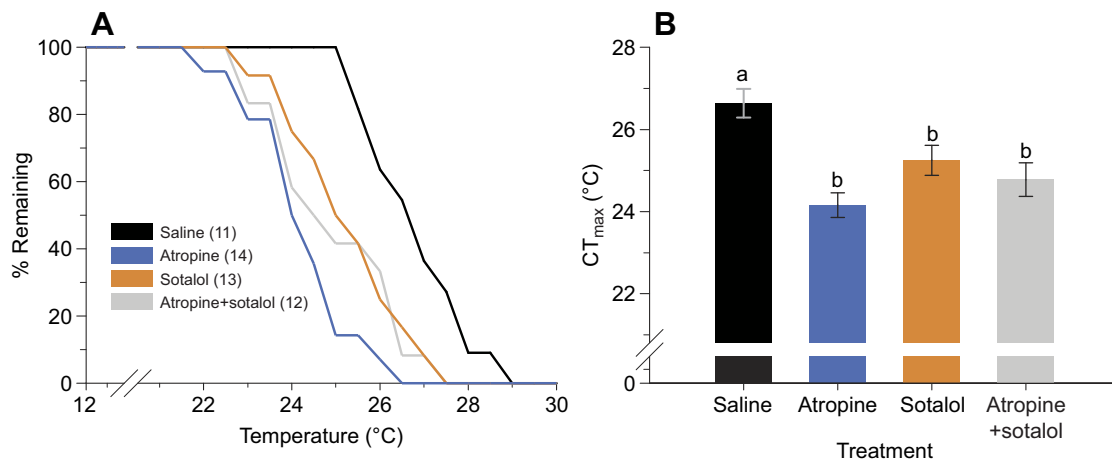 A
% Remaining
100
80
60
40
20
0
Saline (11)
Atropine (14)
Sotalol (13)
Atropine+sotalol (12)
12
22
24
26
28
30
Temperature (°C)
B
CTmax (°C)
28
26
24
22
0
a
b
b
b
Saline
Atropine
Sotalol
Atropine
+sotalol
Treatment